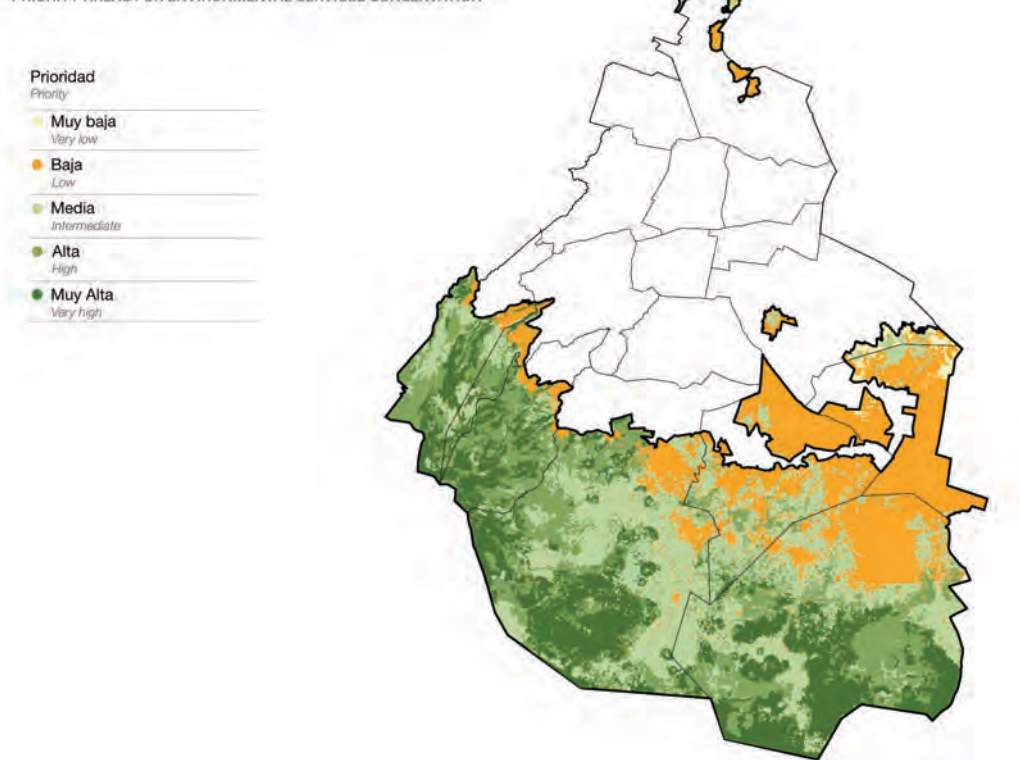 Prioridad
Priority
Muy baja
Very low
Baja
Low
Media
Intermediate
Alta
High
Muy Alta
Very high